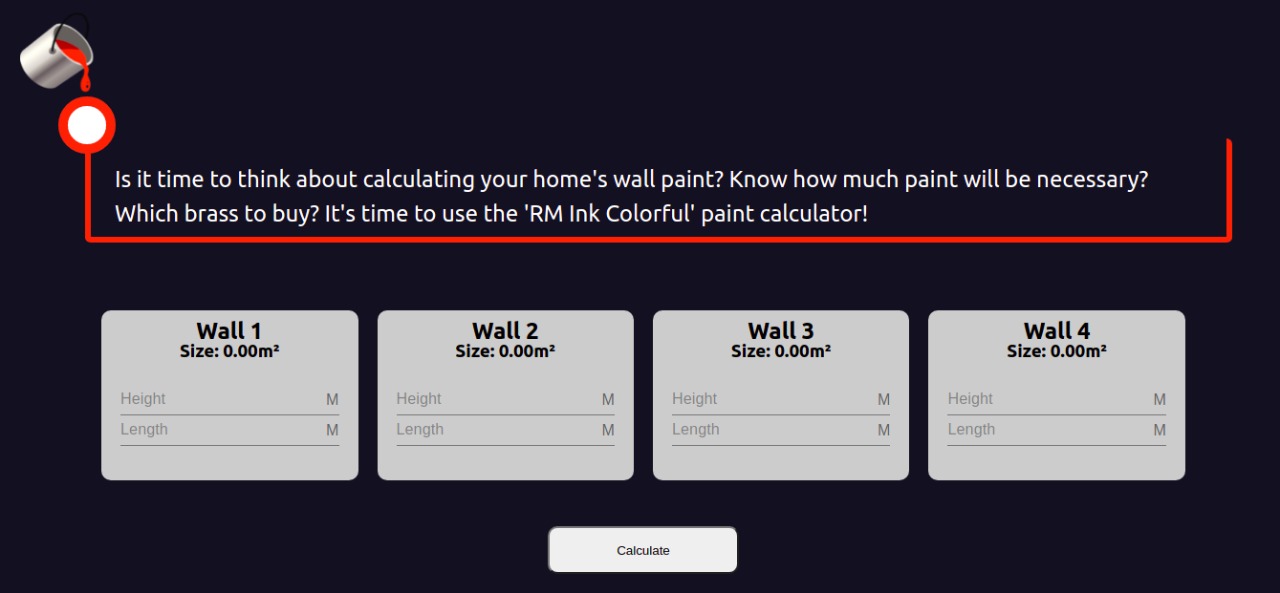 Is it time to think about calculating your home's wall paint? Know how much paint will be necessary?
Which brass to buy? It's time to use the 'RM Ink Colorful' paint calculator!
Wall 1
Size: 0.00m²
Height M
Length M
Wall 2
Size: 0.00m²
Height M
Length M
Wall 3
Size: 0.00m²
Height M
Length M
Wall 4
Size: 0.00m²
Height M
Length M
Calculate